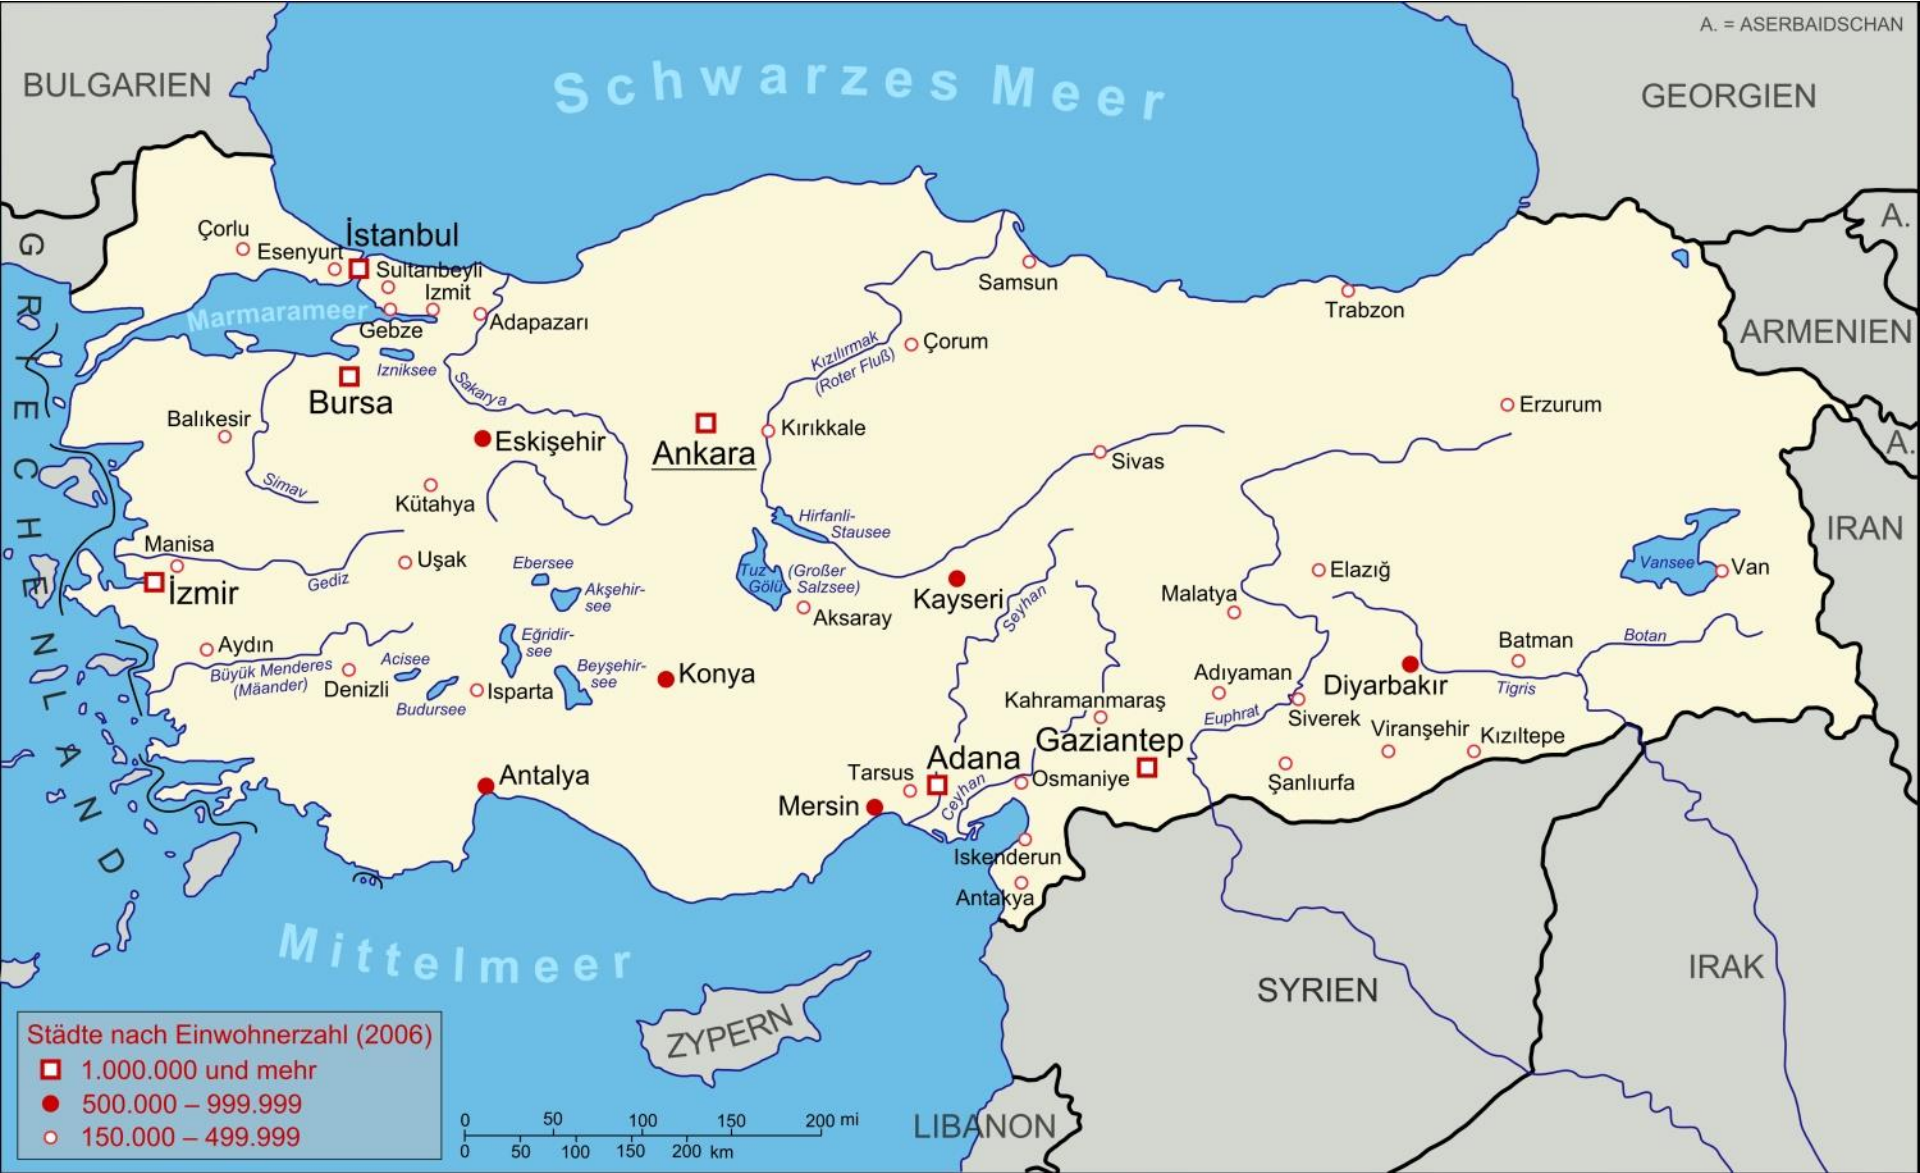 A. = ASERBAIDSCHAN
BULGARIEN
Schwarzes Meer
GEORGIEN
A.
GRIECHENLAND
Çorlu
İstanbul
Esenyurt
Sultanbeyli
Izmit
Marmarameer
Gebze
Adapazarı
Samsun
Trabzon
ARMENIEN
Izniksee
Kızılırmak
(Roter Fluß)
Çorum
Bursa
Sakarya
Balıkesir
Eskişehir
Ankara
Kırıkkale
Sivas
Erzurum
A.
Simav
Kütahya
Hirfanli-
Stausee
IRAN
Manisa
İzmir
Gediz
Uşak
Ebersee
Akşehir-
see
Tuz
Gölü
(Großer
Salzsee)
Aksaray
Kayseri
Seyhan
Malatya
Elazığ
Vansee
Van
Aydın
Büyük Menderes
(Mäander)
Denizli
Acisee
Budursee
Eğridir-
see
Isparta
Beyşehir-
see
Konya
Kahramanmaraş
Adıyaman
Euphrat
Siverek
Diyarbakır
Batman
Botan
Tigris
Viranşehir
Kızıltepe
Antalya
Mersin
Tarsus
Adana
Ceyhan
Gaziantep
Osmaniye
Şanlıurfa
Iskenderun
Antakya
Mittelmeer
ZYPERN
SYRIEN
IRAK
LIBANON
Städte nach Einwohnerzahl (2006)
1.000.000 und mehr
500.000 – 999.999
150.000 – 499.999
0 50 100 150 200 mi
0 50 100 150 200 km